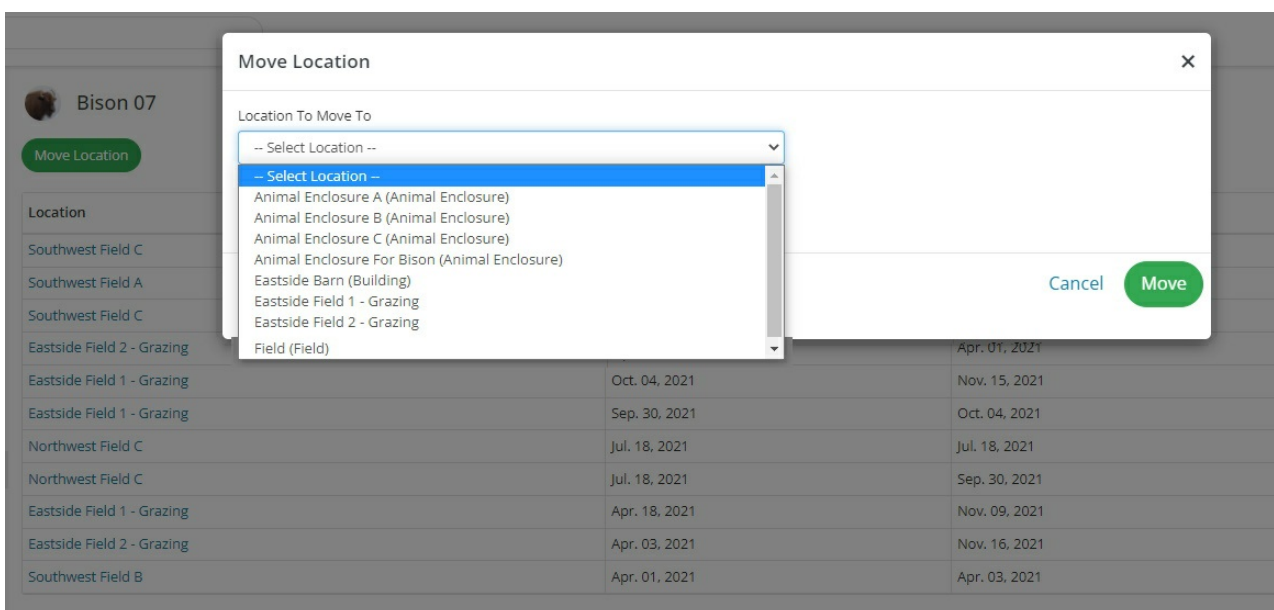 Move Location
×
Bison 07
Location To Move To
Move Location
-- Select Location --
-- Select Location --
Animal Enclosure A (Animal Enclosure)
Animal Enclosure B (Animal Enclosure)
Animal Enclosure C (Animal Enclosure)
Animal Enclosure For Bison (Animal Enclosure)
Eastside Barn (Building)
Eastside Field 1 - Grazing
Eastside Field 2 - Grazing
Field (Field)
Cancel Move
Location
Southwest Field C
Southwest Field A
Southwest Field C
Eastside Field 2 - Grazing Apr. 01, 2021
Eastside Field 1 - Grazing Oct. 04, 2021 Nov. 15, 2021
Eastside Field 1 - Grazing Sep. 30, 2021 Oct. 04, 2021
Northwest Field C Jul. 18, 2021 Jul. 18, 2021
Northwest Field C Jul. 18, 2021 Sep. 30, 2021
Eastside Field 1 - Grazing Apr. 18, 2021 Nov. 09, 2021
Eastside Field 2 - Grazing Apr. 03, 2021 Nov. 16, 2021
Southwest Field B Apr. 01, 2021 Apr. 03, 2021